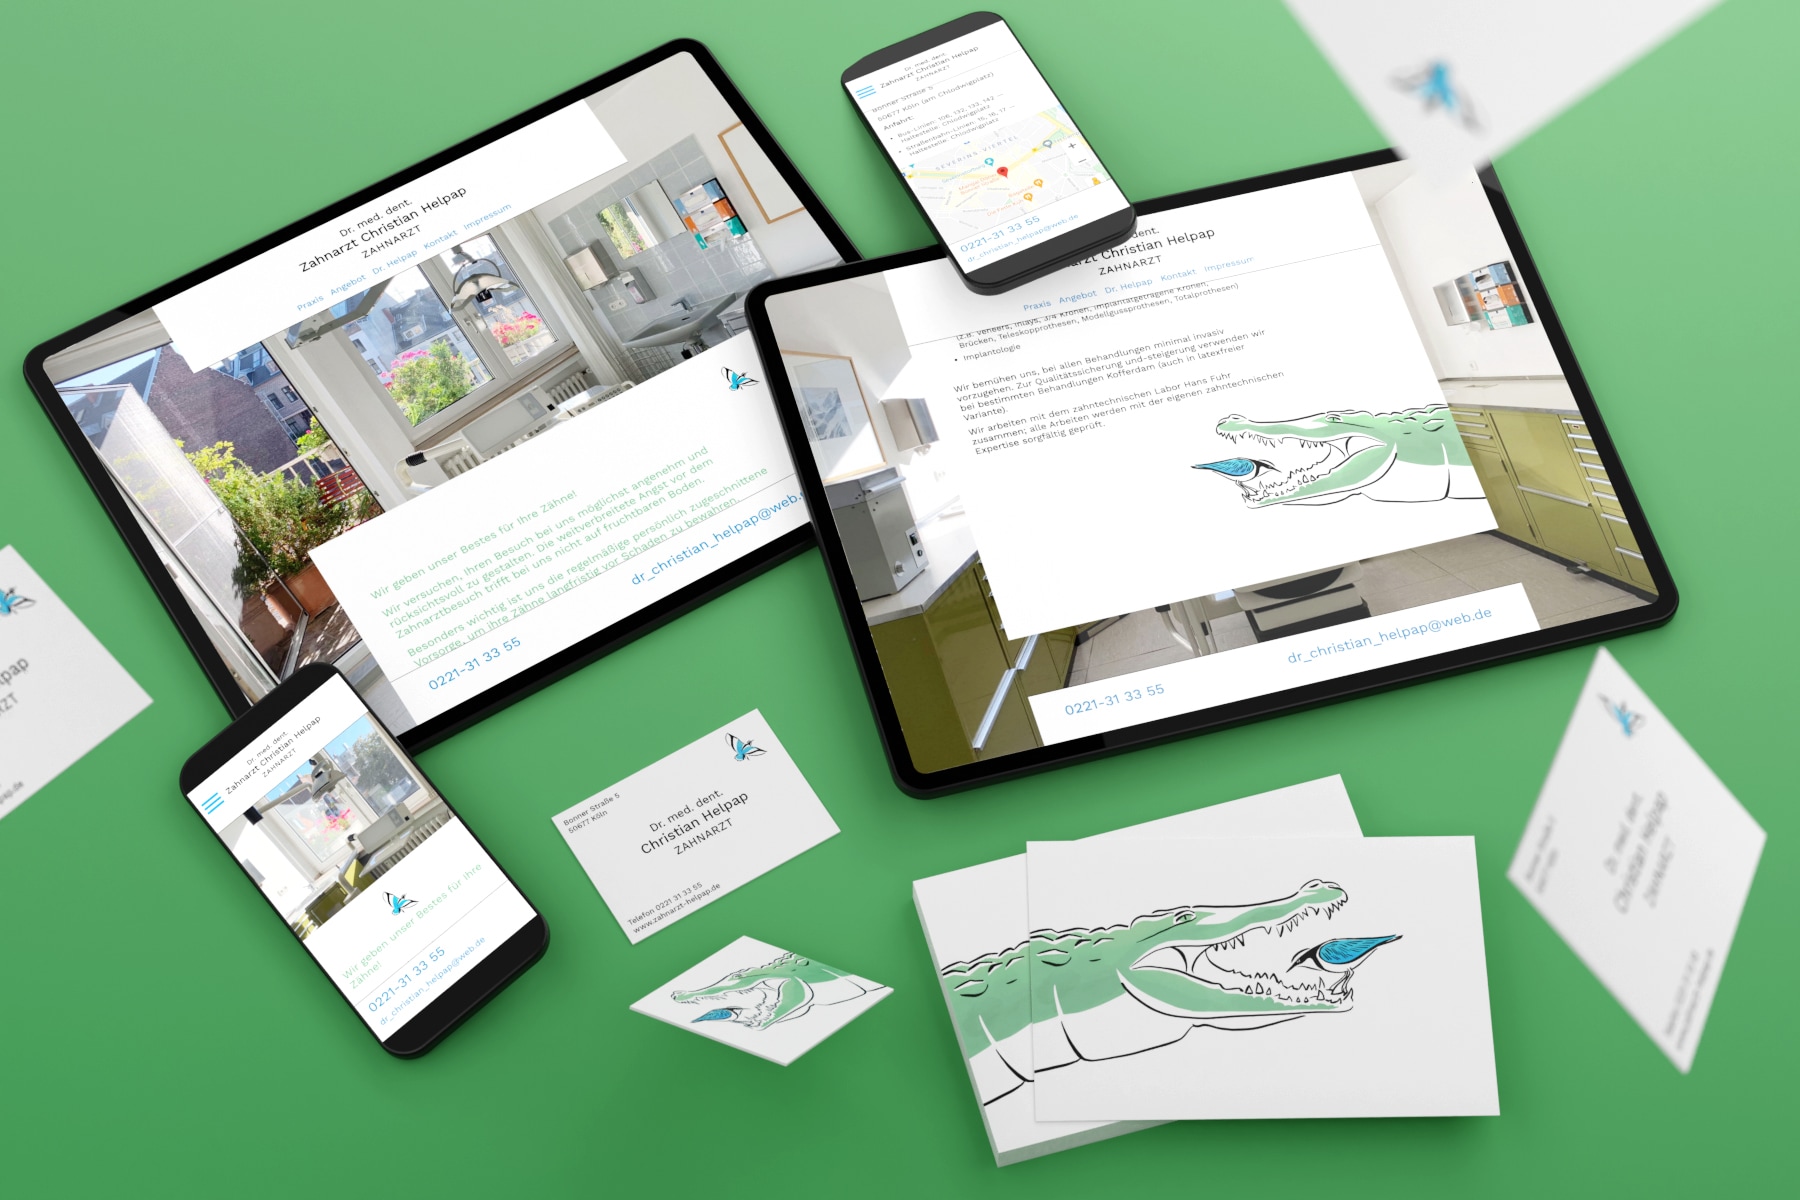 Dr. med. dent.
Zahnarzt Christian Helpap
ZAHNARZT
Praxis Angebot Dr. Helpap Kontakt Impressum
Wir geben unser Bestes für Ihre Zähne!
Wir versuchen, Ihren Besuch bei uns möglichst angenehm und
rücksichtsvoll zu gestalten. Die weitverbreitete Angst vor dem
Zahnarztbesuch trifft bei uns nicht auf fruchtbaren Boden.
Besonders wichtig ist uns die regelmäßige persönlich zugeschnittene
Vorsorge, um ihre Zähne langfristig vor Schaden zu bewahren.
0221-31 33 55
dr_christian_helpap@web.
Dr. med. dent.
Zahnarzt Christian Helpap
ZAHNARZT
Bonner Straße 5
50677 Köln (am Chlodwigplatz)
Anfahrt:
• Bus-Linien: 106, 132, 133, 142 —
Haltestelle: Chlodwigplatz
• Straßenbahn-Linien: 15, 16, 17 —
Haltestelle: Chlodwigplatz
SEVERINS VIERTEL
0221-31 33 55
dr_christian_helpap@web.de
dent.
Christian Helpap
ZAHNARZT
Praxis Angebot Dr. Helpap Kontakt Impressum
(z.B. Veneers, Inlays, 3/4 Kronen, implantatgetragene Kronen,
Brücken, Teleskopprothesen, Modellgussprothesen, Totalprothesen)
• Implantologie
Wir bemühen uns, bei allen Behandlungen minimal invasiv
vorzugehen. Zur Qualitätssicherung und-steigerung verwenden wir
bei bestimmten Behandlungen Kofferdam (auch in latexfreier
Variante).
Wir arbeiten mit dem zahntechnischen Labor Hans Fuhr
zusammen; alle Arbeiten werden mit der eigenen zahntechnischen
Expertise sorgfältig geprüft.
0221-31 33 55
dr_christian_helpap@web.de
Dr. med. dent.
Zahnarzt Christian Helpap
ZAHNARZT
Wir geben unser Bestes für Ihre
Zähne!
0221-31 33 55
dr_christian_helpap@web.de
Bonner Straße 5
50677 Köln
Dr. med. dent.
Christian Helpap
ZAHNARZT
Telefon 0221 31 33 55
www.zahnarzt-helpap.de
Dr. med. dent.
Christian Helpap
ZAHNARZT